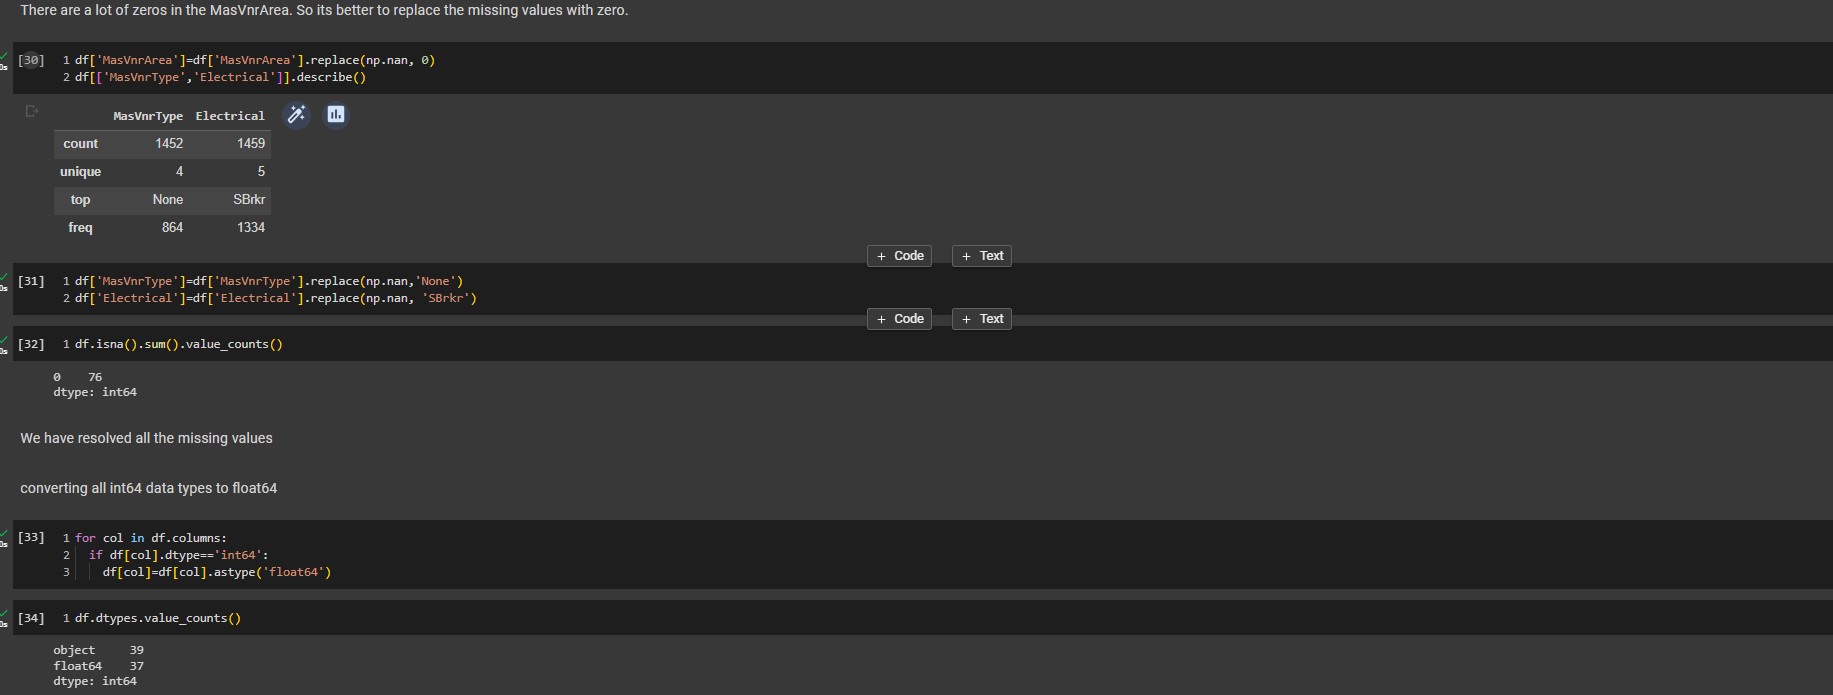 There are a lot of zeros in the MasVnrArea. So its better to replace the missing values with zero.
[30] 1 df['MasVnrArea']=df['MasVnrArea'].replace(np.nan, 0)
2 df[['MasVnrType','Electrical']].describe()
MasVnrType Electrical
count 1452 1459
unique 4 5
top None SBrkr
freq 864 1334
+ Code + Text
[31] 1 df['MasVnrType']=df['MasVnrType'].replace(np.nan,'None')
2 df['Electrical']=df['Electrical'].replace(np.nan, 'SBrkr')
+ Code + Text
[32] 1 df.isna().sum().value_counts()
0 76
dtype: int64
We have resolved all the missing values
converting all int64 data types to float64
[33] 1 for col in df.columns:
2 if df[col].dtype=='int64':
3 df[col]=df[col].astype('float64')
[34] 1 df.dtypes.value_counts()
object 39
float64 37
dtype: int64